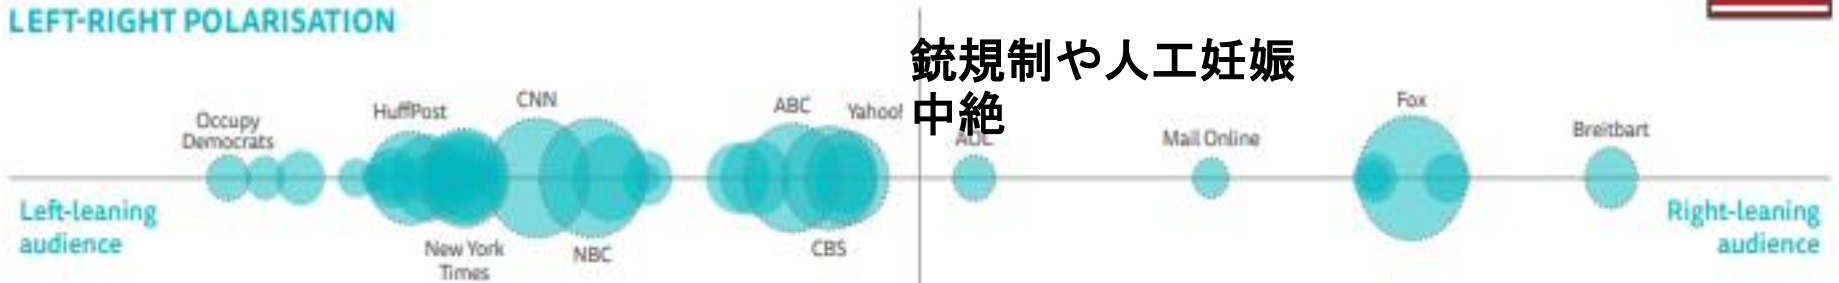 LEFT-RIGHT POLARISATION
銃規制や人工妊娠
中絶
Occupy
Democrats
HuffPost
CNN
ABC
Yahoo!
AOL
Mail Online
Fox
Breitbart
Left-leaning
audience
New York
Times
NBC
CBS
Right-leaning
audience